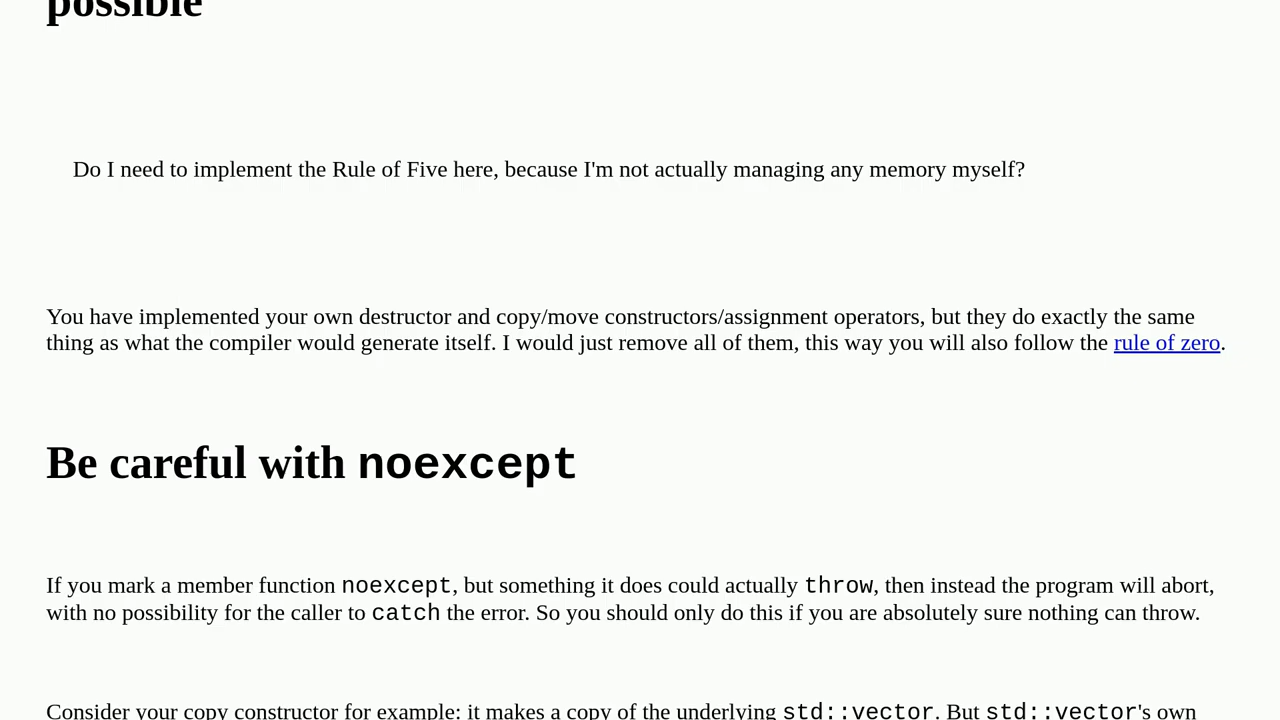 possible
Do I need to implement the Rule of Five here, because I'm not actually managing any memory myself?
You have implemented your own destructor and copy/move constructors/assignment operators, but they do exactly the same
thing as what the compiler would generate itself. I would just remove all of them, this way you will also follow the rule of zero.
Be careful with noexcept
If you mark a member function noexcept, but something it does could actually throw, then instead the program will abort,
with no possibility for the caller to catch the error. So you should only do this if you are absolutely sure nothing can throw.
Consider your copy constructor for example: it makes a copy of the underlying std::vector. But std::vector's own